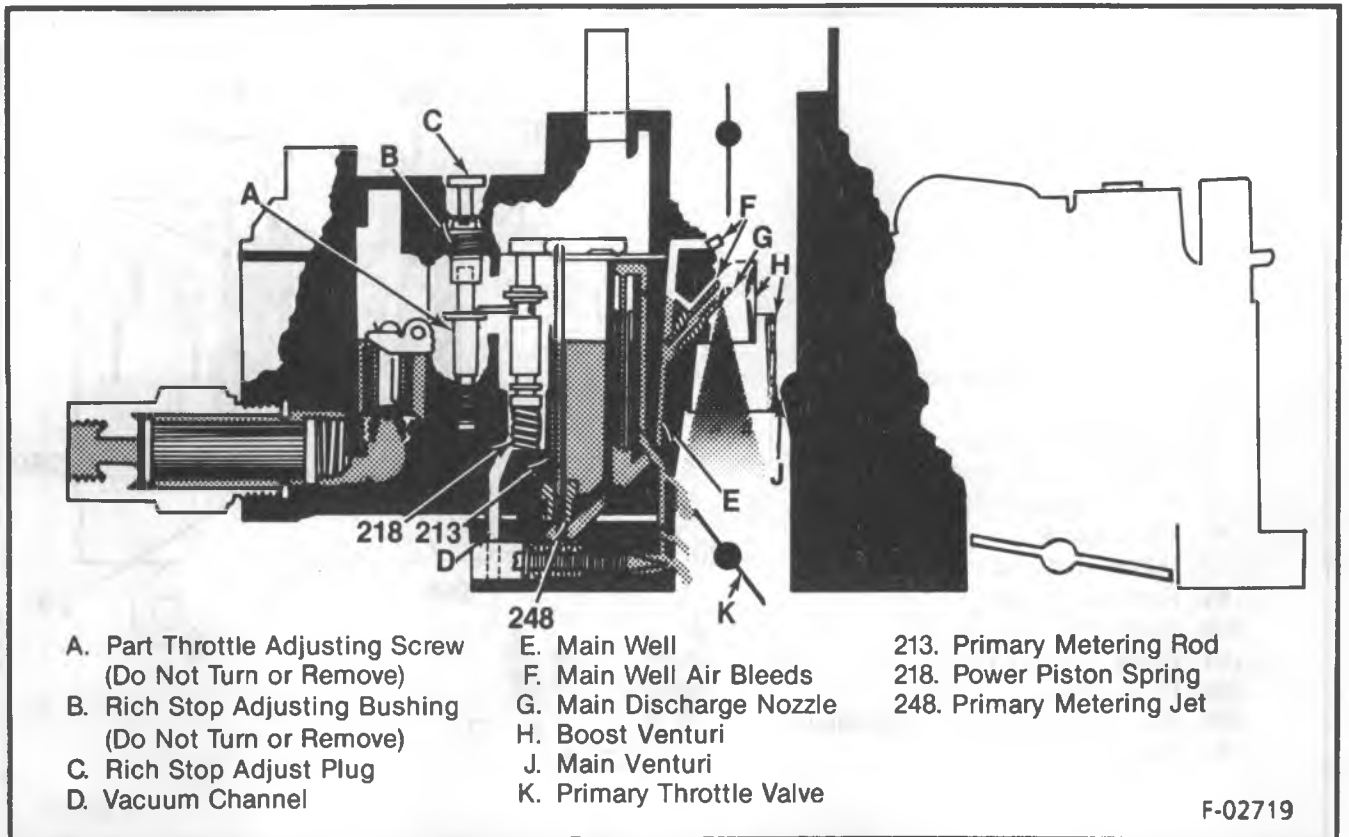 C
B
A
F
G
H
J
E
218 213
D
248
K
A. Part Throttle Adjusting Screw
(Do Not Turn or Remove)
B. Rich Stop Adjusting Bushing
(Do Not Turn or Remove)
C. Rich Stop Adjust Plug
D. Vacuum Channel
E. Main Well
F. Main Well Air Bleeds
G. Main Discharge Nozzle
H. Boost Venturi
J. Main Venturi
K. Primary Throttle Valve
213. Primary Metering Rod
218. Power Piston Spring
248. Primary Metering Jet
F-02719